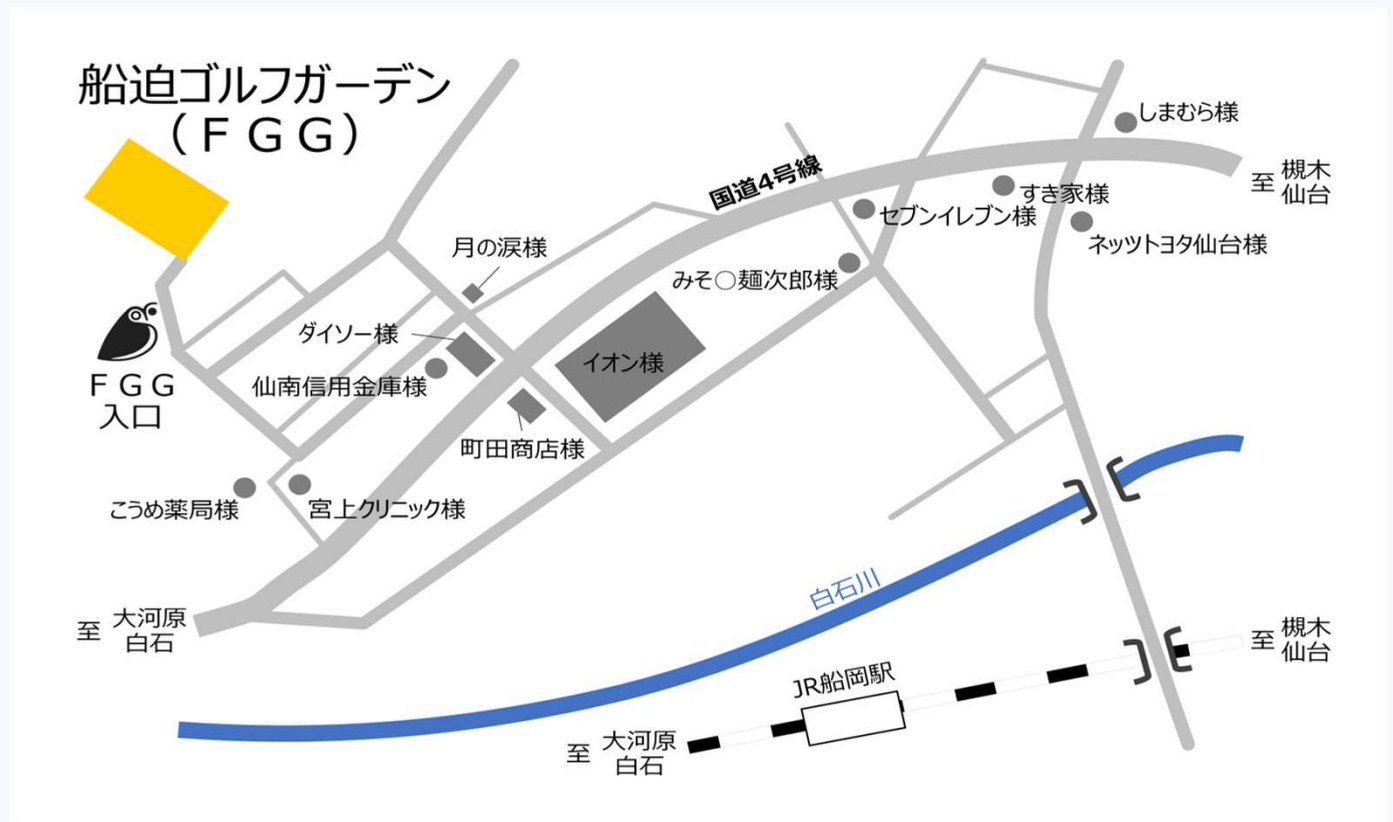 船迫ゴルフガーデン
（ＦＧＧ）
しまむら様
国道4号線
至 槻木
仙台
すき家様
セブンイレブン様
ネッツトヨタ仙台様
月の涙様
みそ○麺次郎様
ダイソー様
イオン様
仙南信用金庫様
ＦＧＧ
入口
町田商店様
こうめ薬局様
宮上クリニック様
白石川
至 大河原
白石
至 槻木
仙台
JR船岡駅
至 大河原
白石